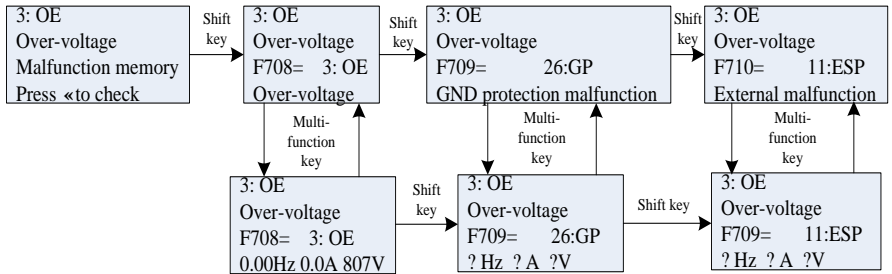 3: OE
Over-voltage
Malfunction memory
Press «to check
Shift
key
3: OE
Over-voltage
F708= 3: OE
Over-voltage
Shift
key
3: OE
Over-voltage
F709= 26:GP
GND protection malfunction
Shift
key
3: OE
Over-voltage
F710= 11:ESP
External malfunction
Multi-
function
key
Multi-
function
key
Multi-
function
key
3: OE
Over-voltage
F708= 3: OE
0.00Hz 0.0A 807V
Shift
key
3: OE
Over-voltage
F709= 26:GP
? Hz ? A ?V
Shift key
3: OE
Over-voltage
F709= 11:ESP
? Hz ? A ?V